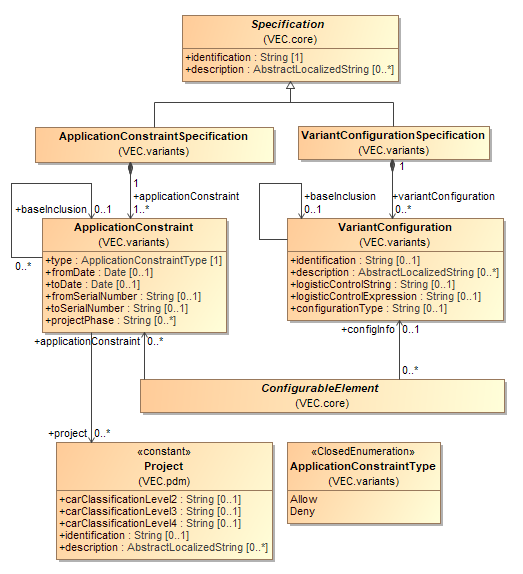 Specification
(VEC.core)
+identification : String [1]
+description : AbstractLocalizedString [0..*]
ApplicationConstraintSpecification
(VEC.variants)
VariantConfigurationSpecification
(VEC.variants)
1
+applicationConstraint
1..*
1
+variantConfiguration
0..*
+baseInclusion
0..1
0..*
+baseInclusion
0..1
ApplicationConstraint
(VEC.variants)
+type : ApplicationConstraintType [1]
+fromDate : Date [0..1]
+toDate : Date [0..1]
+fromSerialNumber : String [0..1]
+toSerialNumber : String [0..1]
+projectPhase : String [0..*]
VariantConfiguration
(VEC.variants)
+identification : String [0..1]
+description : AbstractLocalizedString [0..*]
+logisticControlString : String [0..1]
+logisticControlExpression : String [0..1]
+configurationType : String [0..1]
+applicationConstraint
0..*
+configInfo
0..1
0..*
ConfigurableElement
(VEC.core)
+project
0..*
«constant»
Project
(VEC.pdm)
+carClassificationLevel2 : String [0..1]
+carClassificationLevel3 : String [0..1]
+carClassificationLevel4 : String [0..1]
+identification : String [0..1]
+description : AbstractLocalizedString [0..*]
«ClosedEnumeration»
ApplicationConstraintType
(VEC.variants)
Allow
Deny